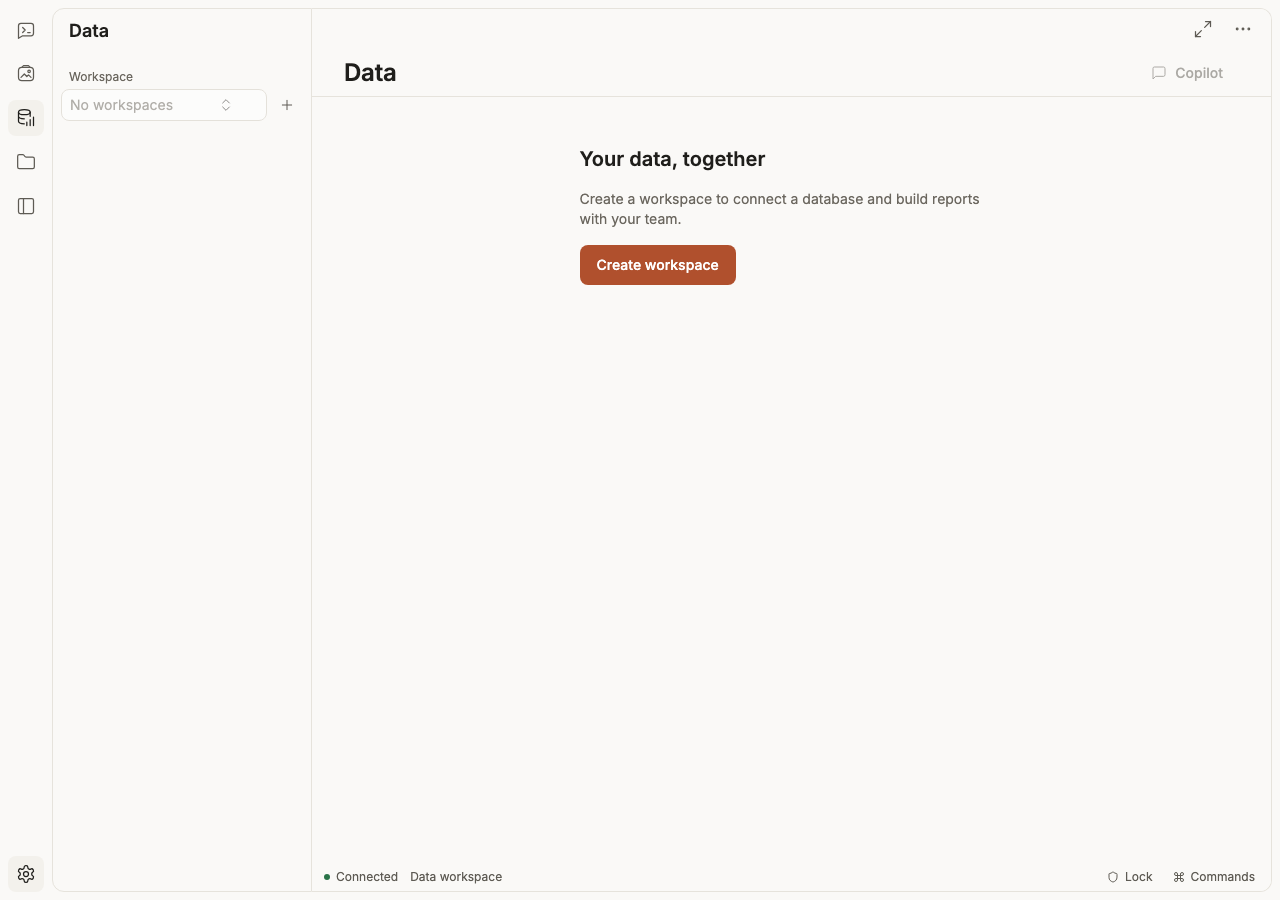 Data
Workspace
No workspaces
Data
Copilot
Your data, together
Create a workspace to connect a database and build reports
with your team.
Create workspace
Connected
Data workspace
Lock
Commands